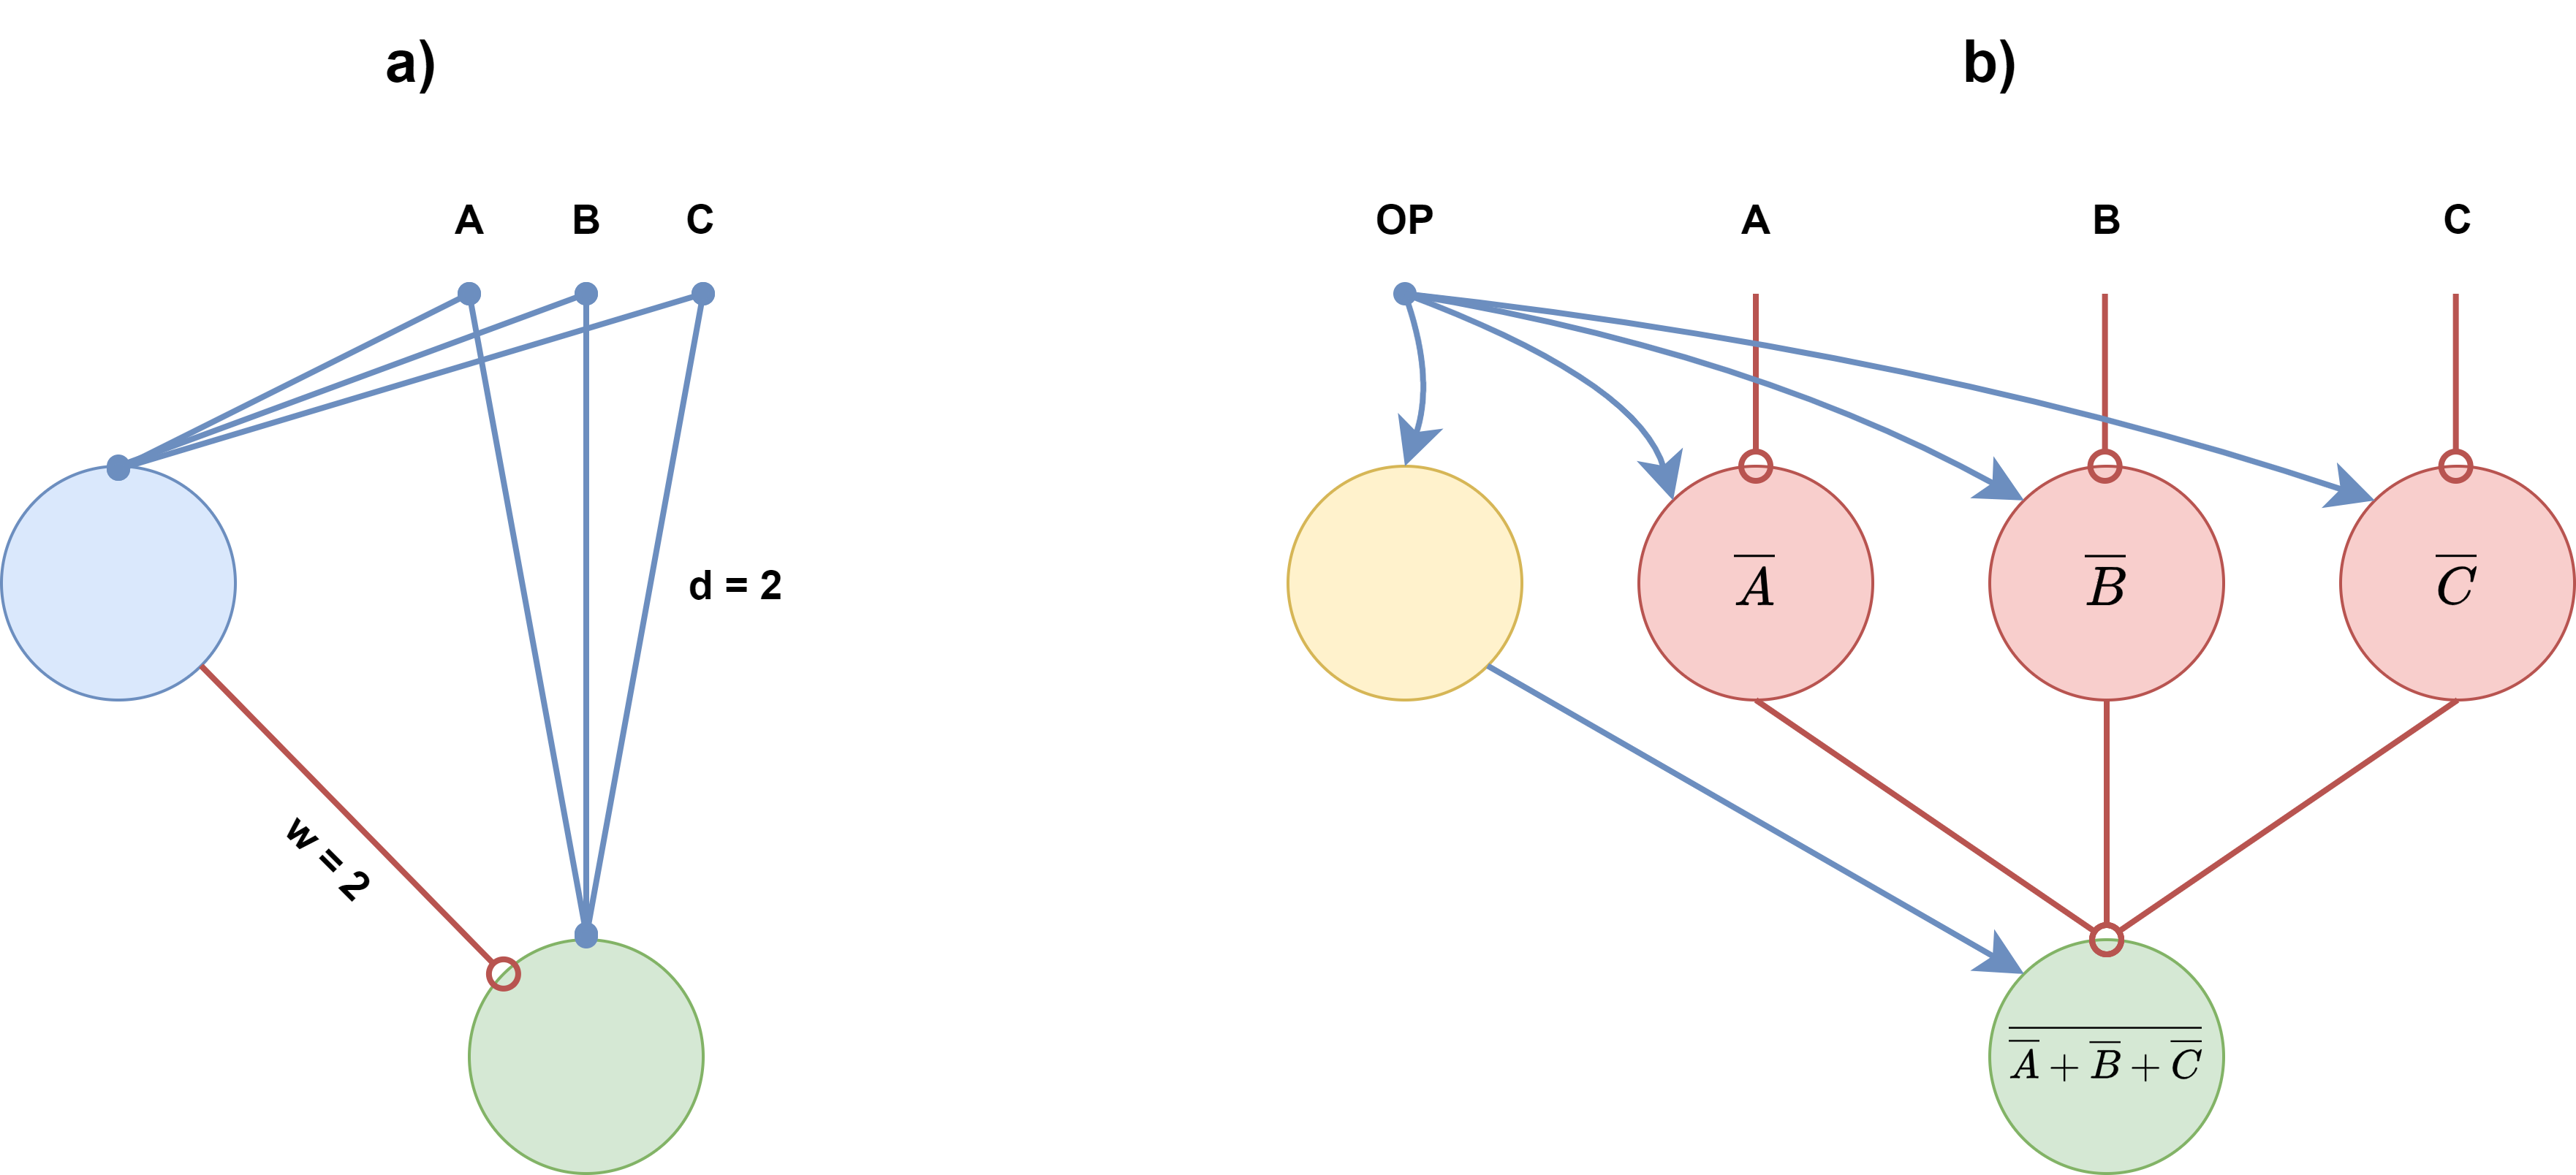 a)
b)
A B C
OP A B C
d = 2
w = 2
$\overline{A}$
$\overline{B}$
$\overline{C}$
$\overline{\overline{A} + \overline{B} + \overline{C}}$